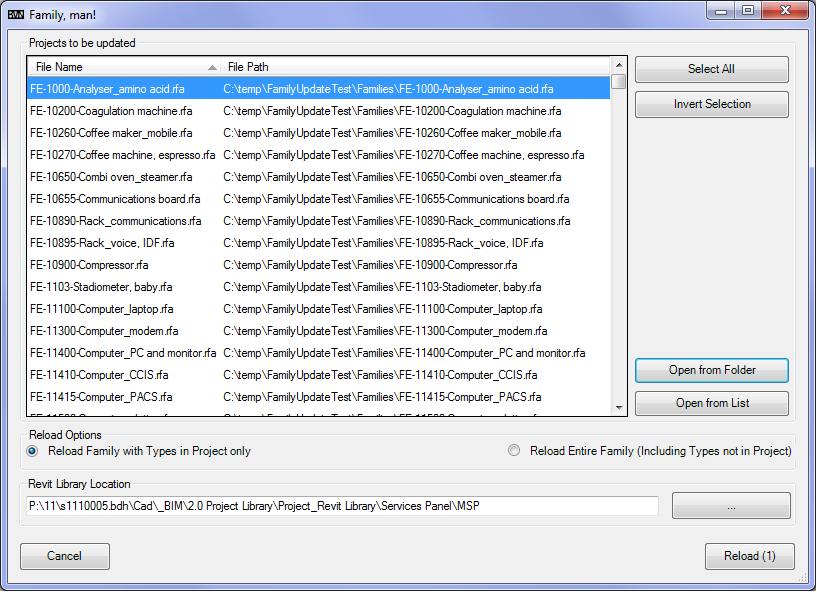 BVN Family, man!
Projects to be updated
File Name File Path
FE-1000-Analyser_amino acid.rfa C:\temp\FamilyUpdateTest\Families\FE-1000-Analyser_amino acid.rfa
FE-10200-Coagulation machine.rfa C:\temp\FamilyUpdateTest\Families\FE-10200-Coagulation machine.rfa
FE-10260-Coffee maker_mobile.rfa C:\temp\FamilyUpdateTest\Families\FE-10260-Coffee maker_mobile.rfa
FE-10270-Coffee machine, espresso.rfa C:\temp\FamilyUpdateTest\Families\FE-10270-Coffee machine, espresso.rfa
FE-10650-Combi oven_steamer.rfa C:\temp\FamilyUpdateTest\Families\FE-10650-Combi oven_steamer.rfa
FE-10655-Communications board.rfa C:\temp\FamilyUpdateTest\Families\FE-10655-Communications board.rfa
FE-10890-Rack_communications.rfa C:\temp\FamilyUpdateTest\Families\FE-10890-Rack_communications.rfa
FE-10895-Rack_voice, IDF.rfa C:\temp\FamilyUpdateTest\Families\FE-10895-Rack_voice, IDF.rfa
FE-10900-Compressor.rfa C:\temp\FamilyUpdateTest\Families\FE-10900-Compressor.rfa
FE-1103-Stadiometer, baby.rfa C:\temp\FamilyUpdateTest\Families\FE-1103-Stadiometer, baby.rfa
FE-11100-Computer_laptop.rfa C:\temp\FamilyUpdateTest\Families\FE-11100-Computer_laptop.rfa
FE-11300-Computer_modem.rfa C:\temp\FamilyUpdateTest\Families\FE-11300-Computer_modem.rfa
FE-11400-Computer_PC and monitor.rfa C:\temp\FamilyUpdateTest\Families\FE-11400-Computer_PC and monitor.rfa
FE-11410-Computer_CCIS.rfa C:\temp\FamilyUpdateTest\Families\FE-11410-Computer_CCIS.rfa
FE-11415-Computer_PACS.rfa C:\temp\FamilyUpdateTest\Families\FE-11415-Computer_PACS.rfa
Select All
Invert Selection
Open from Folder
Open from List
Reload Options
Reload Family with Types in Project only Reload Entire Family (Including Types not in Project)
Revit Library Location
P:\11\s1110005.bdh\Cad\_BIM\2.0 Project Library\Project_Revit Library\Services Panel\MSP ...
Cancel Reload (1)